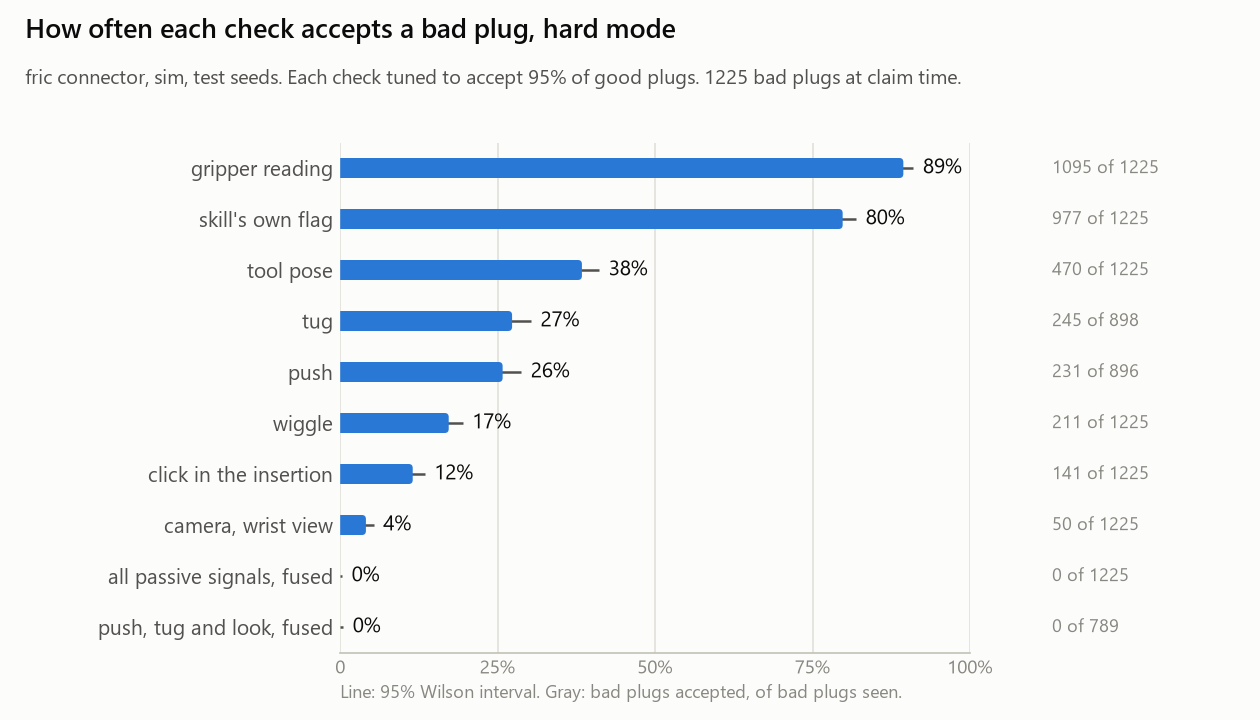 How often each check accepts a bad plug, hard mode
fric connector, sim, test seeds. Each check tuned to accept 95% of good plugs. 1225 bad plugs at claim time.
gripper reading 89% 1095 of 1225
skill's own flag 80% 977 of 1225
tool pose 38% 470 of 1225
tug 27% 245 of 898
push 26% 231 of 896
wiggle 17% 211 of 1225
click in the insertion 12% 141 of 1225
camera, wrist view 4% 50 of 1225
all passive signals, fused 0% 0 of 1225
push, tug and look, fused 0% 0 of 789
0 25% 50% 75% 100%
Line: 95% Wilson interval. Gray: bad plugs accepted, of bad plugs seen.